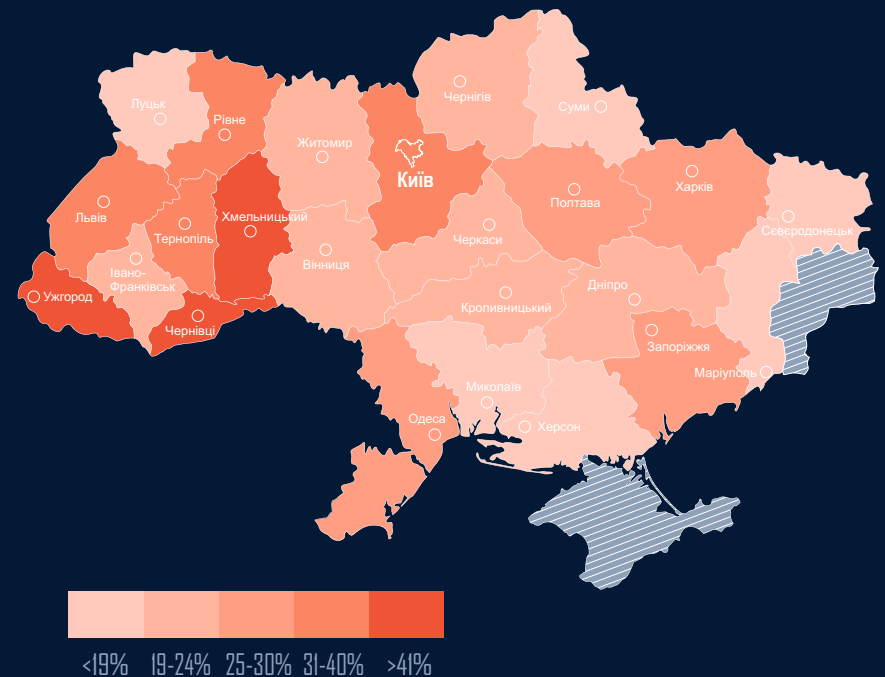 Чернігів
Луцьк
Суми
Рівне
Житомир
Київ
Харків
Полтава
Львів
Хмельницький
Тернопіль
Черкаси
Сєвєродонецьк
Вінниця
Івано-
Франківськ
Дніпро
Ужгород
Кропивницький
Чернівці
Запоріжжя
Маріуполь
Миколаїв
Одеса
Херсон
<19% 19-24% 25-30% 31-40% >41%